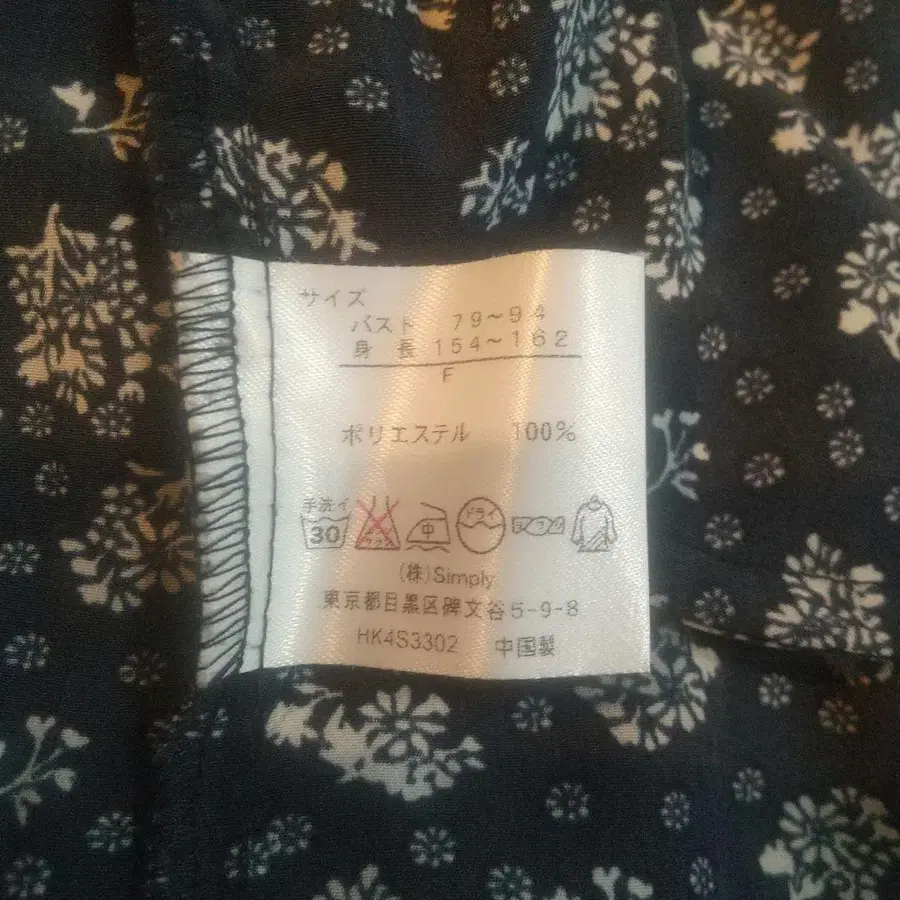 サイズ
バスト 79～94
身長 154～162
F
ポリエステル 100%
手洗イ 30 中 ドライ
(株)Simply
東京都目黒区碑文谷5-9-8
HK4S3302 中国製